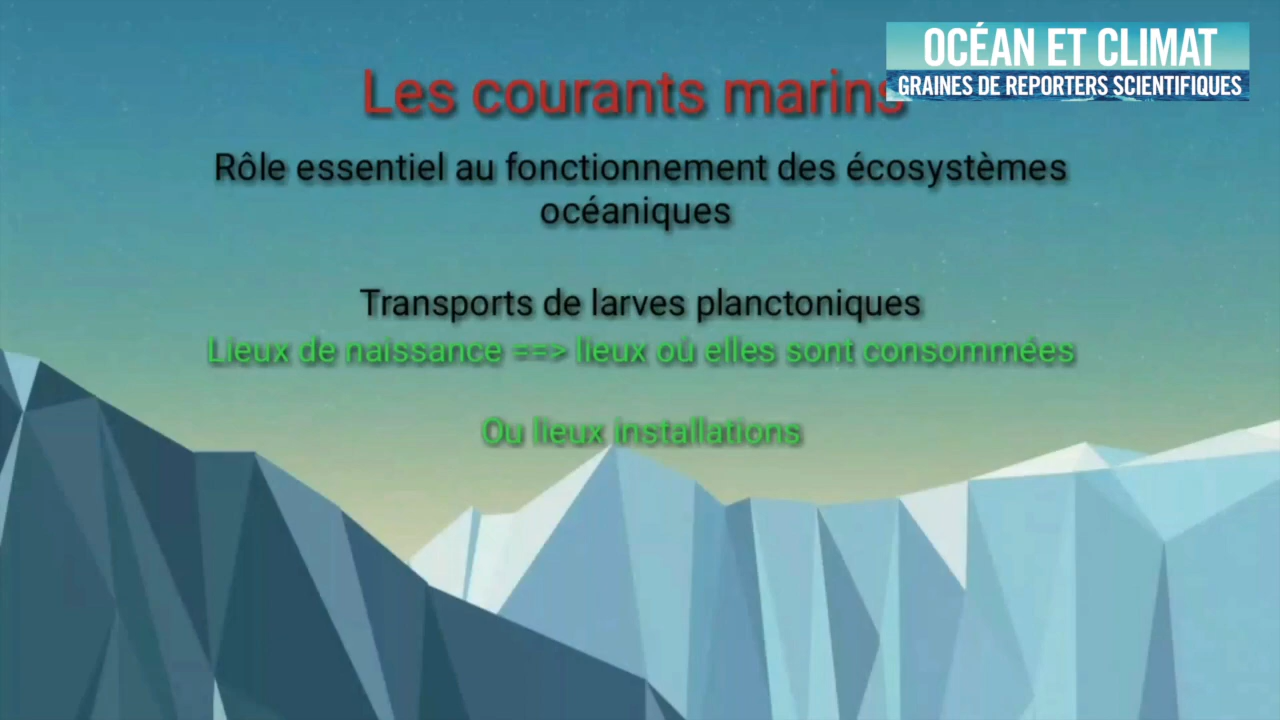 OCÉAN ET CLIMAT
GRAINES DE REPORTERS SCIENTIFIQUES
Les courants marins
Rôle essentiel au fonctionnement des écosystèmes
océaniques
Transports de larves planctoniques
Lieux de naissance ==> lieux où elles sont consommées
Ou lieux installations